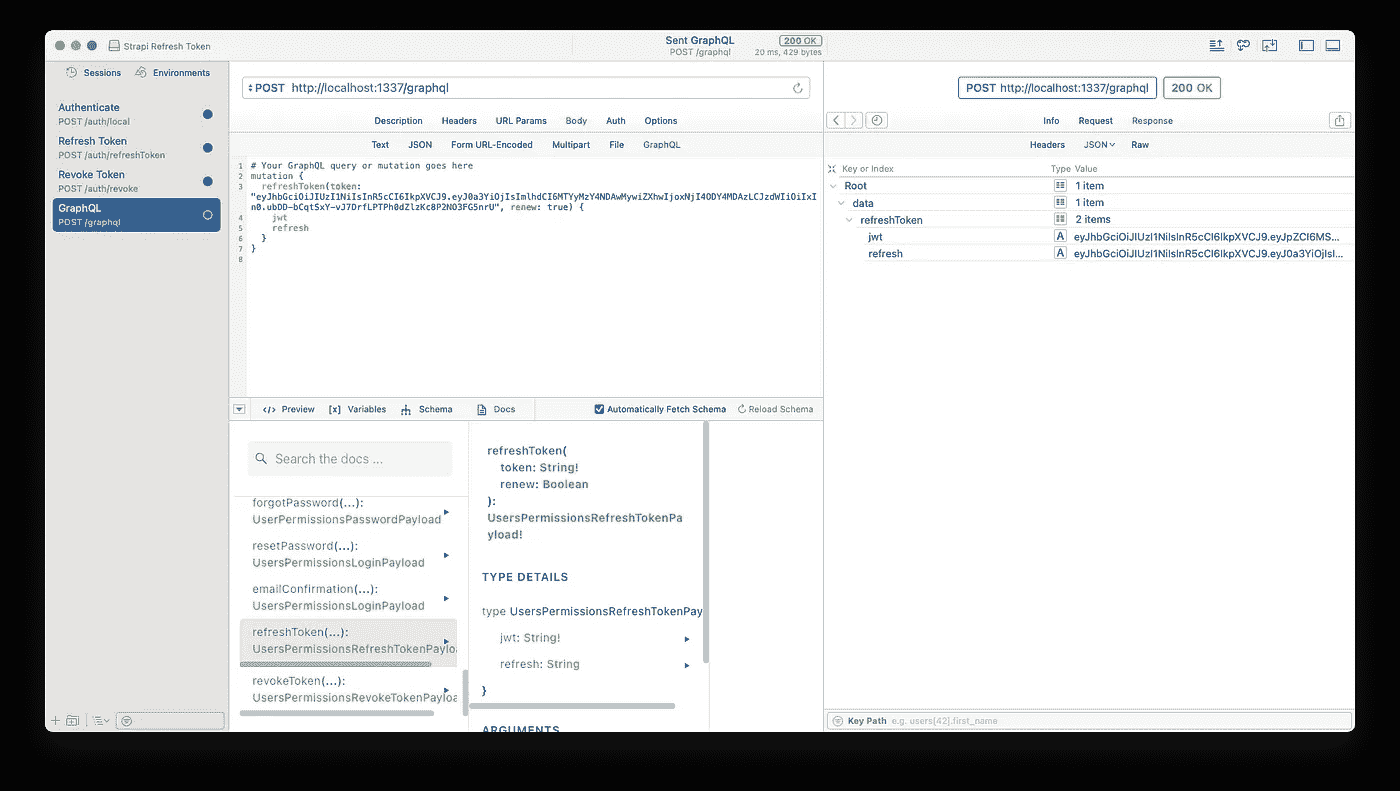 Strapi Refresh Token
Sent GraphQL
200 OK
POST /graphql
20 ms, 429 bytes
Sessions
Environments
Authenticate
POST /auth/local
Refresh Token
POST /auth/refreshToken
Revoke Token
POST /auth/revoke
GraphQL
POST /graphql
POST http://localhost:1337/graphql
Description Headers URL Params Body Auth Options
Text JSON Form URL-Encoded Multipart File GraphQL
1 # Your GraphQL query or mutation goes here
2 mutation {
3 refreshToken(token:
"eyJhbGciOiJIUzI1NiIsInR5cCI6IkpXVCJ9.eyJ0a3YiOjIsImlhdCI6MTYyMzY4NDAwMywiZXhwIjoxNjI4ODY4MDAzLCJzdWIiOiIxI
n0.ubDD-bCqtSxY-vJ7DrfLPTPh0dZlzKc8P2NO3FG5nrU", renew: true) {
4 jwt
5 refresh
6 }
7 }
8
Preview [x] Variables Schema Docs
Automatically Fetch Schema Reload Schema
Search the docs ...
forgotPassword(...):
UserPermissionsPasswordPayload
resetPassword(...):
UsersPermissionsLoginPayload
emailConfirmation(...):
UsersPermissionsLoginPayload
refreshToken(...):
UsersPermissionsRefreshTokenPaylo
revokeToken(...):
UsersPermissionsRevokeTokenPayloa
refreshToken(
token: String!
renew: Boolean
):
UsersPermissionsRefreshTokenPa
yload!
TYPE DETAILS
type UsersPermissionsRefreshTokenPay
jwt: String!
refresh: String
}
ARGUMENTS
POST http://localhost:1337/graphql
200 OK
Info Request Response
Headers JSON Raw
Key or Index Type Value
Root 1 item
data 1 item
refreshToken 2 items
jwt A eyJhbGciOiJIUzI1NiIsInR5cCI6IkpXVCJ9.eyJpZCI6MS...
refresh A eyJhbGciOiJIUzI1NiIsInR5cCI6IkpXVCJ9.eyJ0a3YiOjIsI...
Key Path e.g. users[42].first_name